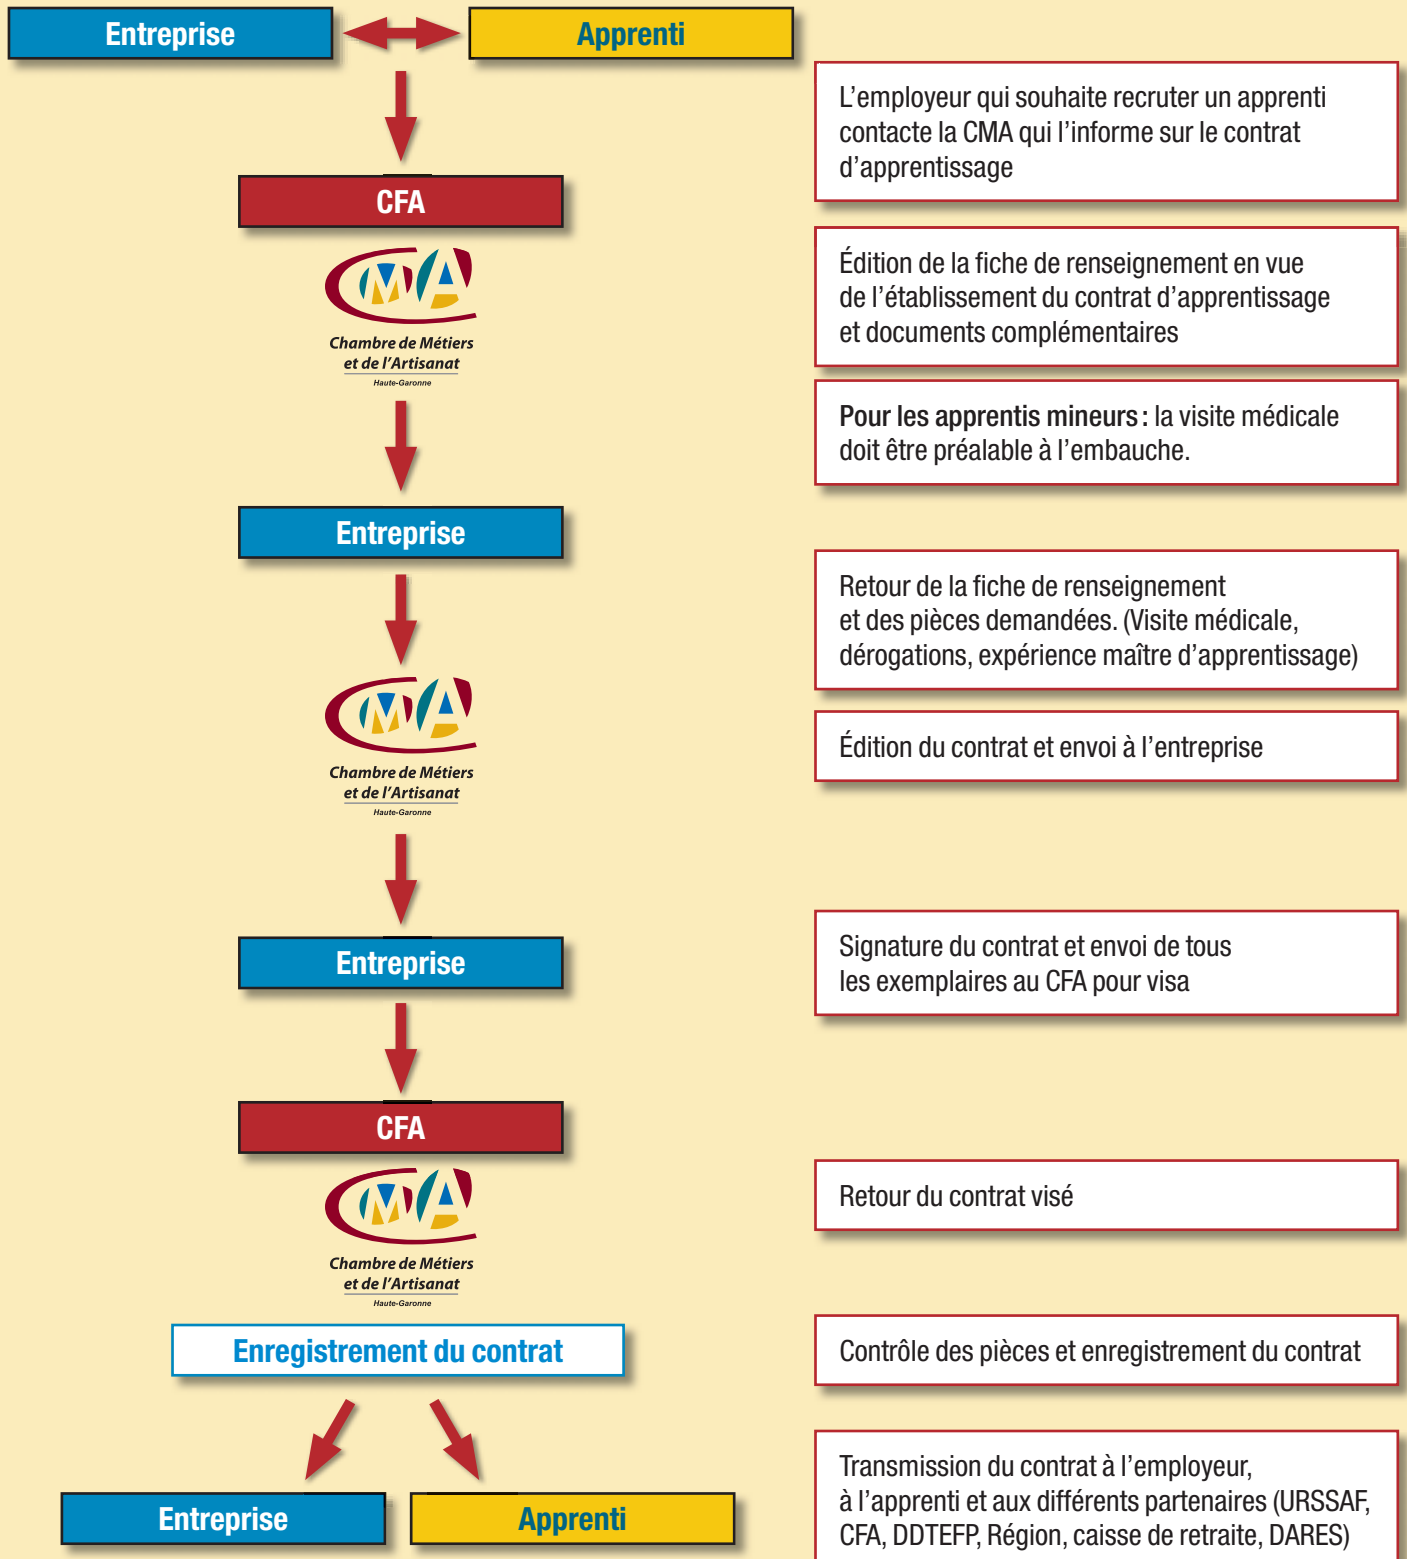 Entreprise
Apprenti
L'employeur qui souhaite recruter un apprenti
contacte la CMA qui l'informe sur le contrat
d'apprentissage
CFA
CMA
Chambre de Métiers
et de l'Artisanat
Haute-Garonne
Édition de la fiche de renseignement en vue
de l'établissement du contrat d'apprentissage
et documents complémentaires
Pour les apprentis mineurs : la visite médicale
doit être préalable à l'embauche.
Entreprise
Retour de la fiche de renseignement
et des pièces demandées. (Visite médicale,
dérogations, expérience maître d'apprentissage)
CMA
Chambre de Métiers
et de l'Artisanat
Haute-Garonne
Édition du contrat et envoi à l'entreprise
Entreprise
Signature du contrat et envoi de tous
les exemplaires au CFA pour visa
CFA
CMA
Chambre de Métiers
et de l'Artisanat
Haute-Garonne
Retour du contrat visé
Enregistrement du contrat
Contrôle des pièces et enregistrement du contrat
Entreprise
Apprenti
Transmission du contrat à l'employeur,
à l'apprenti et aux différents partenaires (URSSAF,
CFA, DDTEFP, Région, caisse de retraite, DARES)